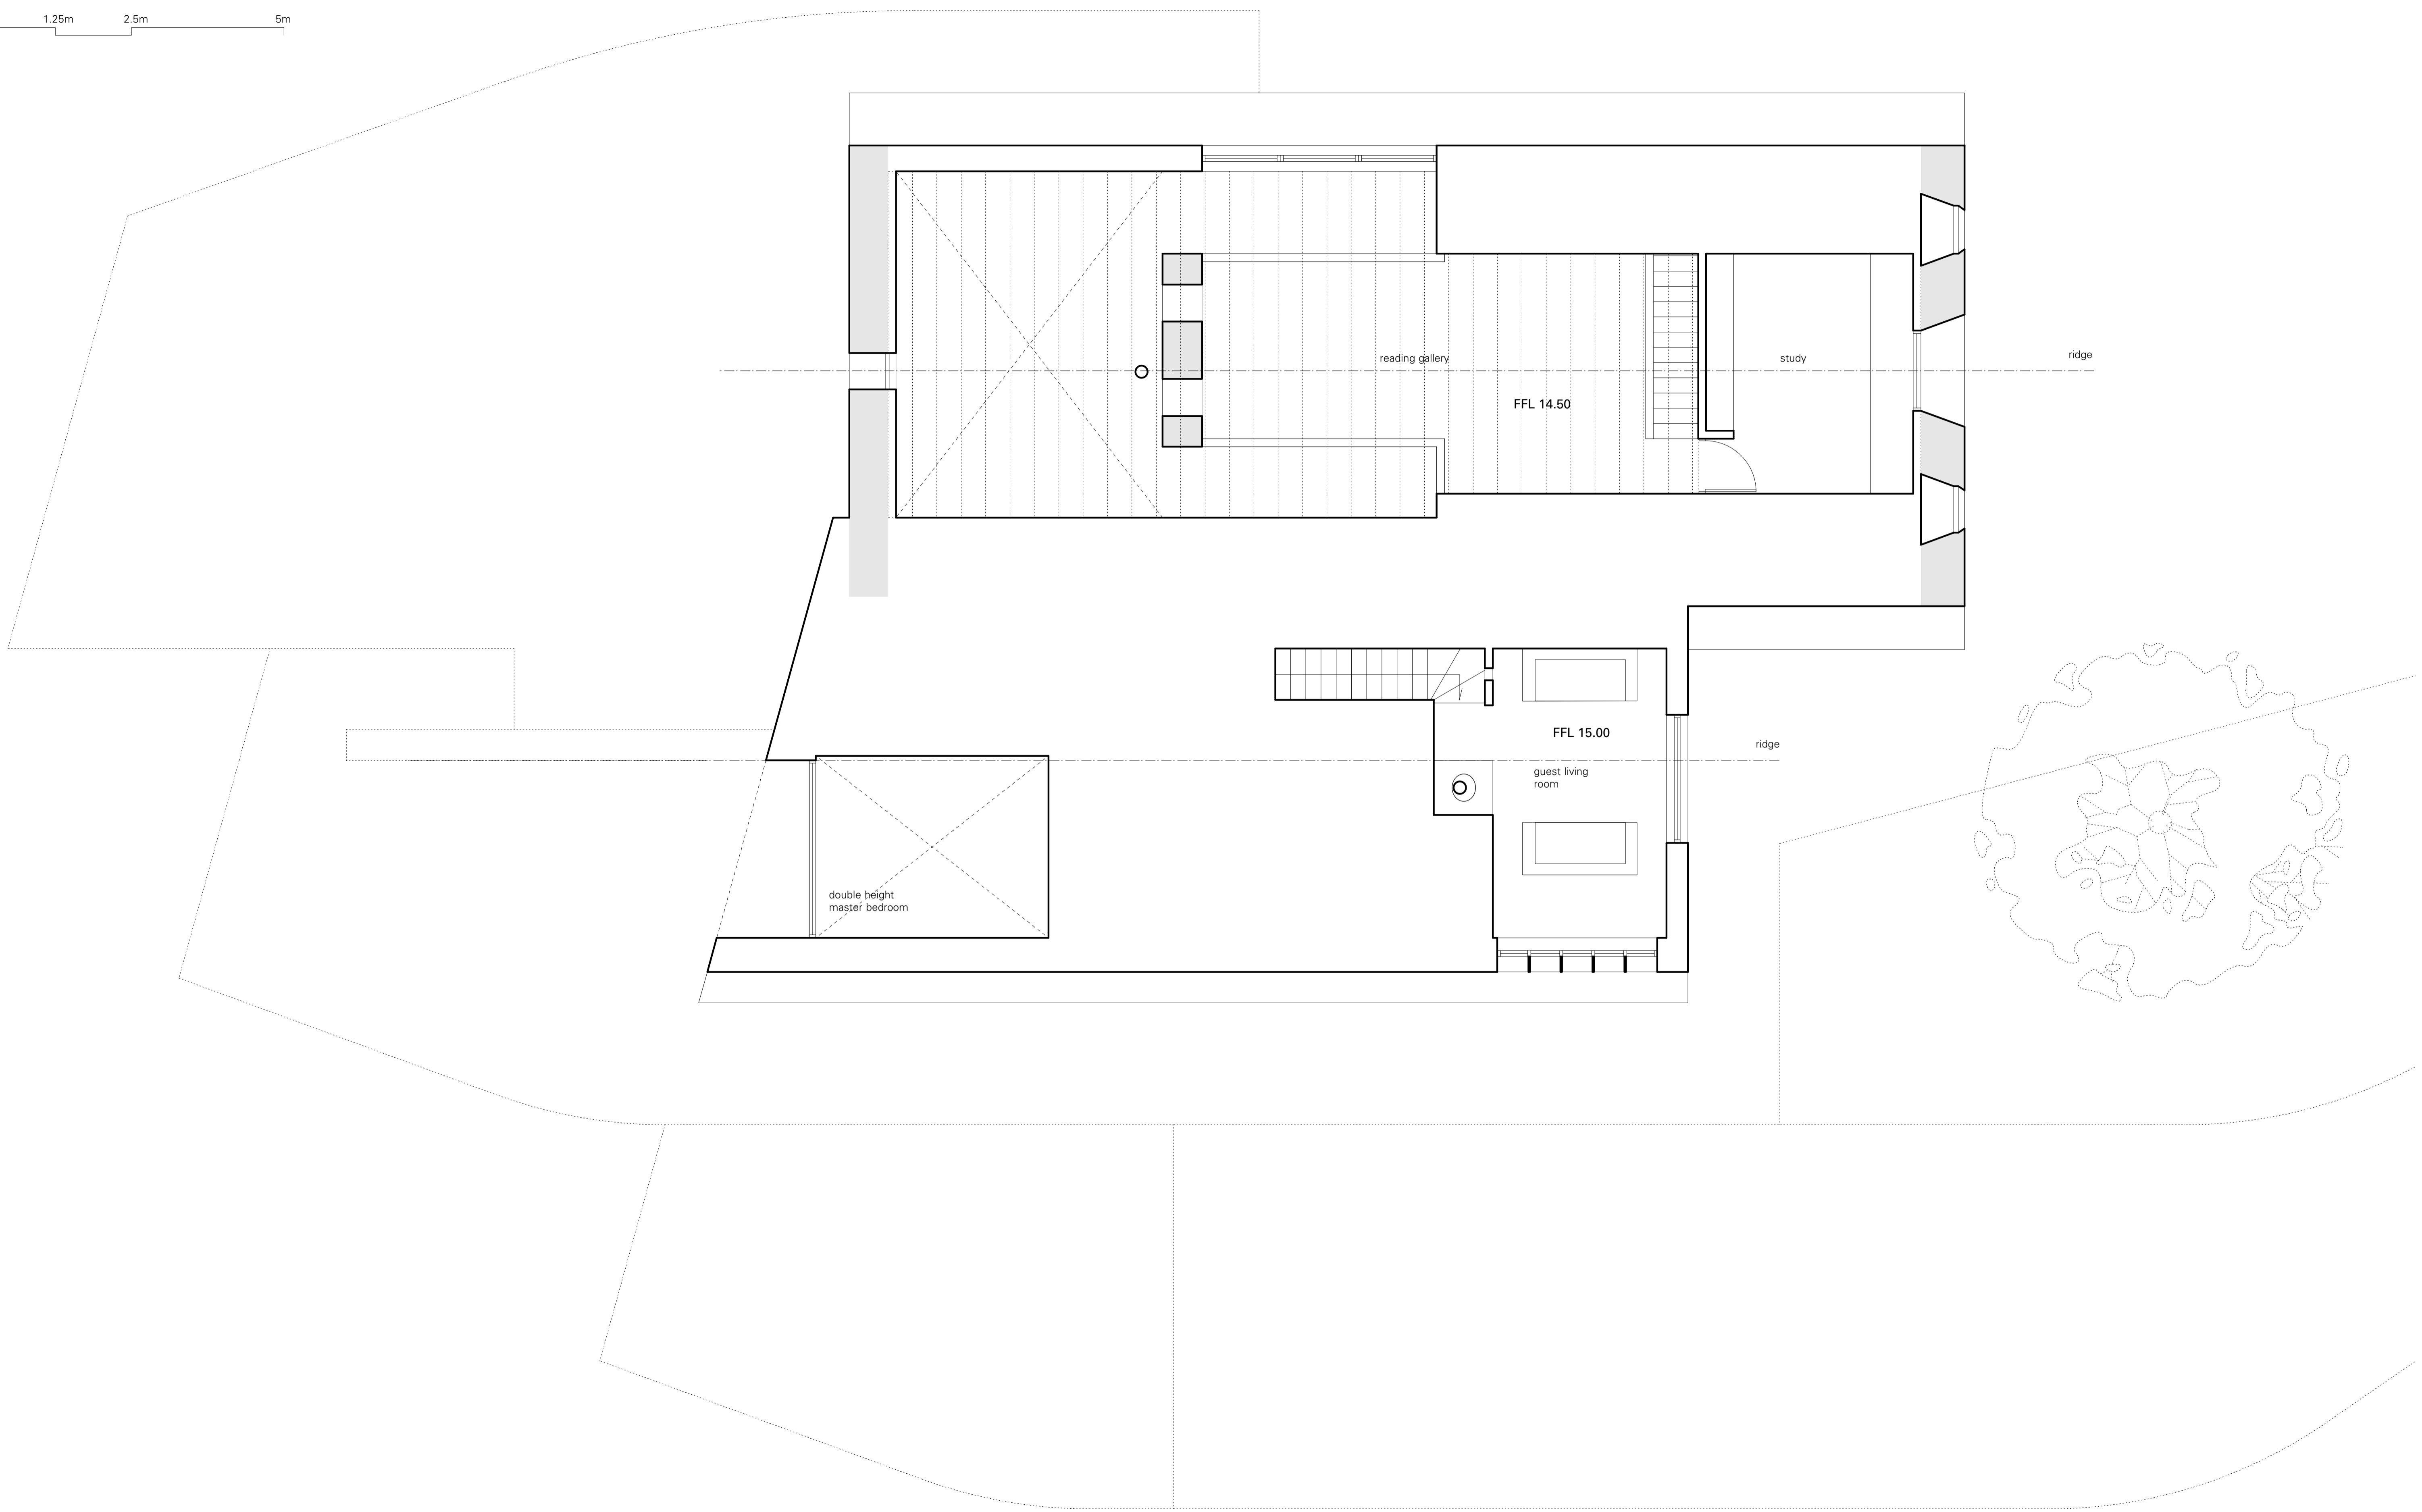 1.25m 2.5m 5m
ridge
reading gallery
study
FFL 14.50
FFL 15.00
ridge
guest living
room
double height
master bedroom